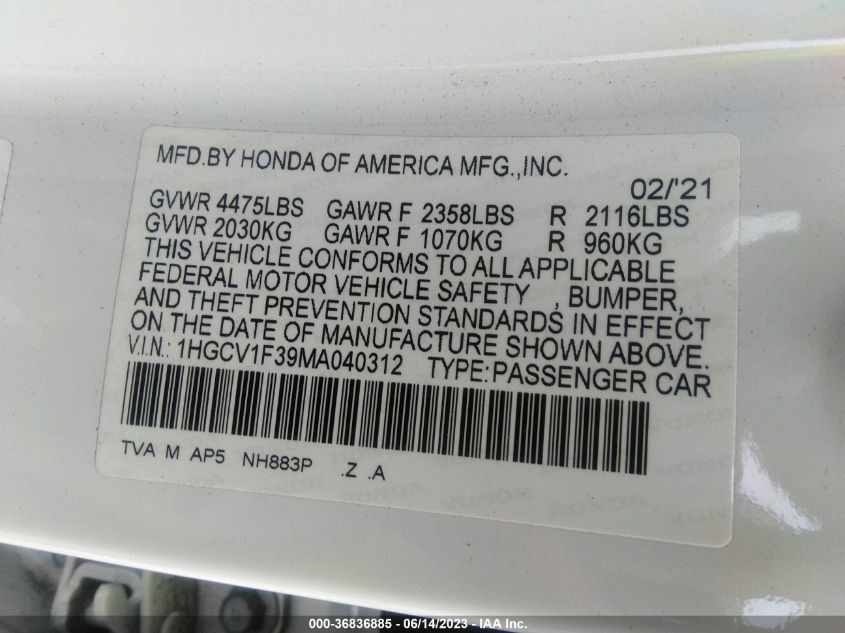 MFD.BY HONDA OF AMERICA MFG.,INC.
02/'21
GVWR 4475LBS GAWR F 2358LBS R 2116LBS
GVWR 2030KG GAWR F 1070KG R 960KG
THIS VEHICLE CONFORMS TO ALL APPLICABLE
FEDERAL MOTOR VEHICLE SAFETY , BUMPER,
AND THEFT PREVENTION STANDARDS IN EFFECT
ON THE DATE OF MANUFACTURE SHOWN ABOVE.
V.I.N.: 1HGCV1F39MA040312 TYPE:PASSENGER CAR
TVA M AP5 NH883P .Z .A
000-36836885 - 06/14/2023 - IAA Inc.